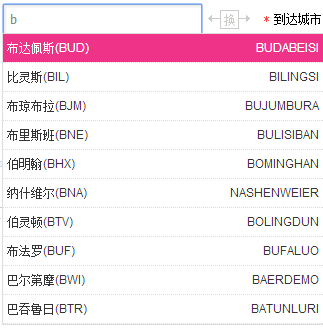 b 换 * 到达城市
布达佩斯(BUD) BUDABEISI
比灵斯(BIL) BILINGSI
布琼布拉(BJM) BUJUMBURA
布里斯班(BNE) BULISIBAN
伯明翰(BHX) BOMINGHAN
纳什维尔(BNA) NASHENWEIER
伯灵顿(BTV) BOLINGDUN
布法罗(BUF) BUFALUO
巴尔第摩(BWI) BAERDEMO
巴吞鲁日(BTR) BATUNLURI